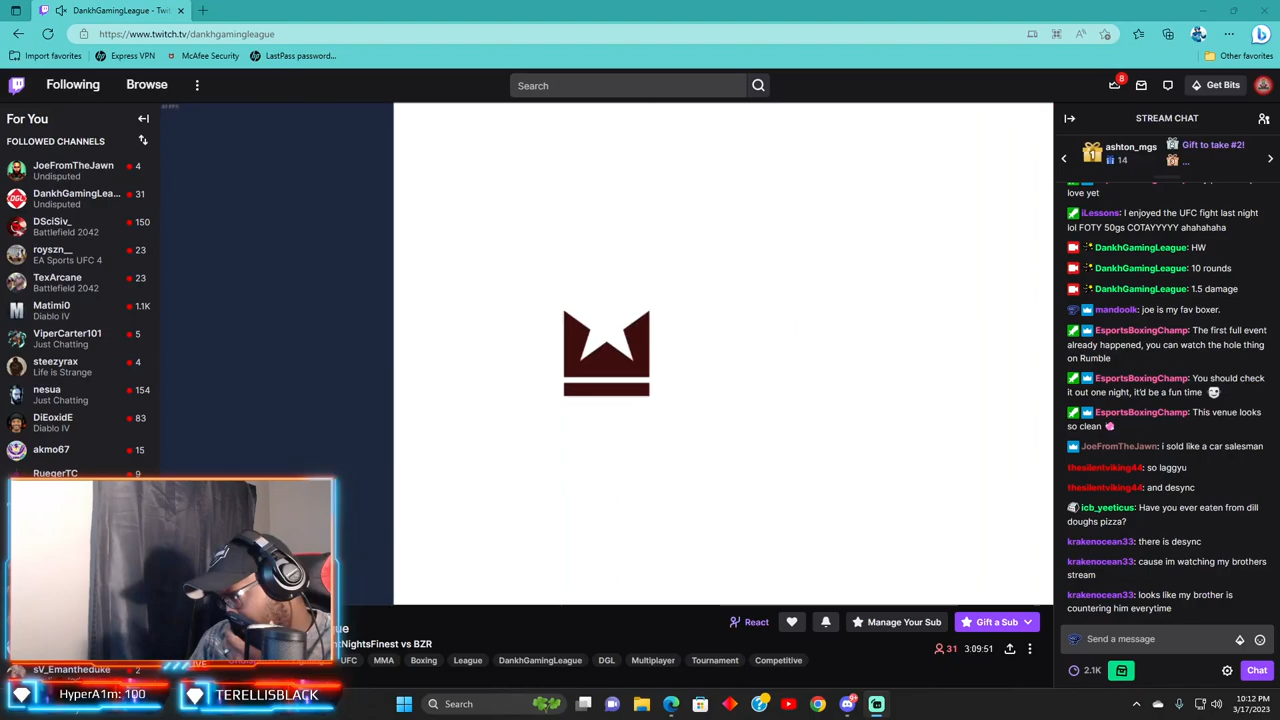 DankhGamingLeague - Twi
https://www.twitch.tv/dankhgamingleague
Import favorites
Express VPN
McAfee Security
LastPass password...
Other favorites
Following
Browse
Search
8
Get Bits
For You
FOLLOWED CHANNELS
JoeFromTheJawn
4
Undisputed
DankhGamingLea...
31
Undisputed
DSciSiv_
150
Battlefield 2042
royszn__
23
EA Sports UFC 4
TexArcane
23
Battlefield 2042
Matimi0
1.1K
Diablo IV
ViperCarter101
5
Just Chatting
steezyrax
4
Life is Strange
nesua
154
Just Chatting
DiEoxidE
83
Diablo IV
akmo67
15
RuegerTC
9
sV_Emantheduke
2
LIVE
HyperA1m: 100
TERELLISBLACK
ue
tNightsFinest vs BZR
UFC
MMA
Boxing
League
DankhGamingLeague
DGL
Multiplayer
Tournament
Competitive
React
Manage Your Sub
Gift a Sub
31
3:09:51
STREAM CHAT
1
ashton_mgs
14
Gift to take #2!
...
love yet
iLessons: I enjoyed the UFC fight last night
lol FOTY 50gs COTAYYYYY ahahahaha
DankhGamingLeague: HW
DankhGamingLeague: 10 rounds
DankhGamingLeague: 1.5 damage
mandoolk: joe is my fav boxer.
EsportsBoxingChamp: The first full event
already happened, you can watch the hole thing
on Rumble
EsportsBoxingChamp: You should check
it out one night, it'd be a fun time
EsportsBoxingChamp: This venue looks
so clean
JoeFromTheJawn: i sold like a car salesman
thesilentviking44: so laggyu
thesilentviking44: and desync
icb_yeeticus: Have you ever eaten from dill
doughs pizza?
krakenocean33: there is desync
krakenocean33: cause im watching my brothers
stream
krakenocean33: looks like my brother is
countering him everytime
Send a message
2.1K
Chat
Search
10:12 PM
3/17/2023